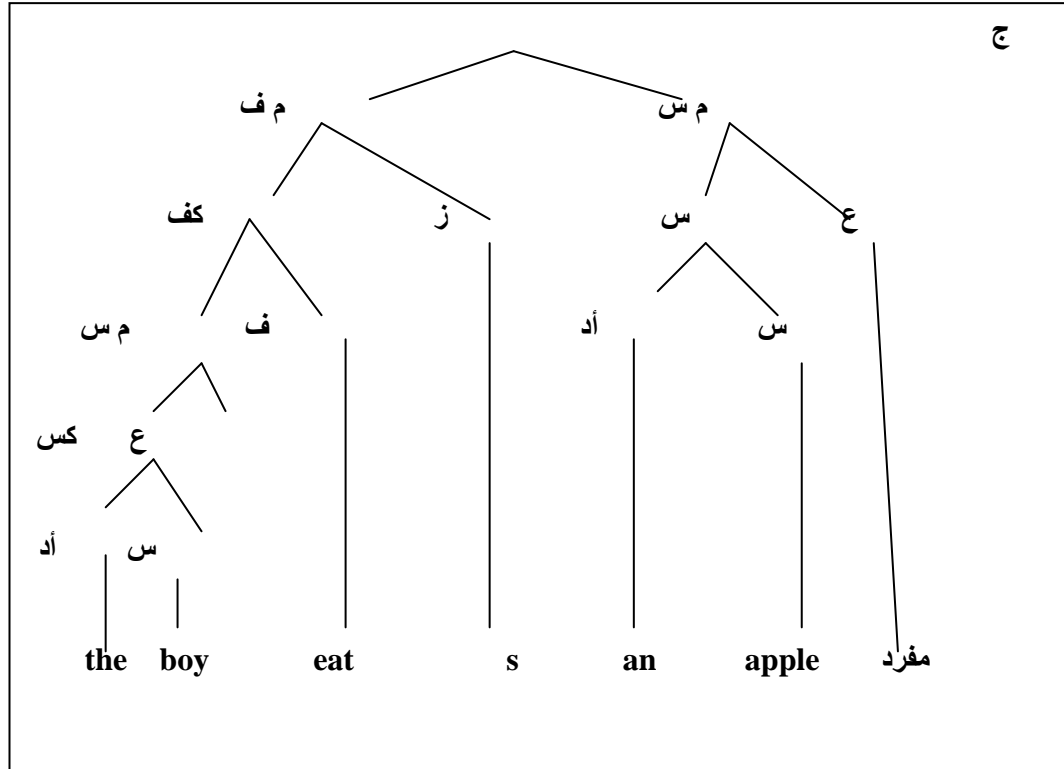 ج
م س م ف
ع س ز كف
س أد ف م س
ع كس
س أد
the boy eat s an apple مفرد